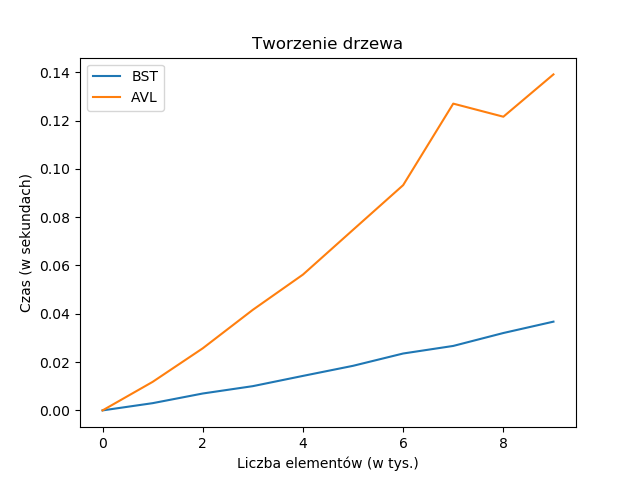 Tworzenie drzewa
BST
AVL
0.14
0.12
0.10
0.08
0.06
0.04
0.02
0.00
Czas (w sekundach)
0 2 4 6 8
Liczba elementów (w tys.)